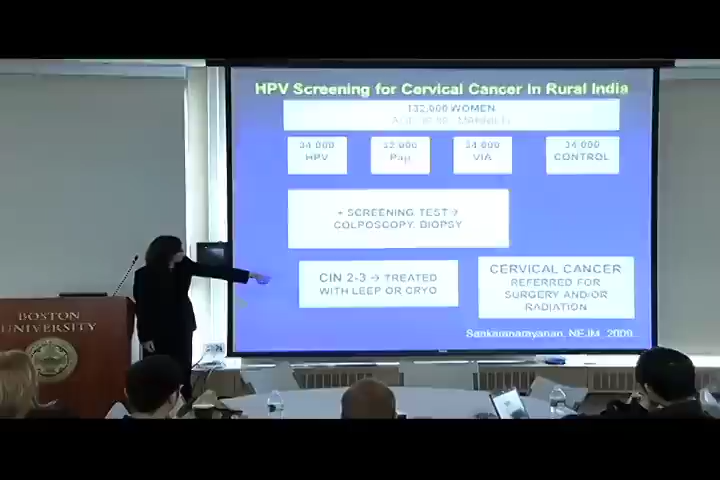 HPV Screening for Cervical Cancer in Rural India
132,000 WOMEN
34,000
HPV
Pap
34,000
VIA
34,000
CONTROL
+ SCREENING TEST →
COLPOSCOPY, BIOPSY
CIN 2-3 → TREATED
WITH LEEP OR CRYO
CERVICAL CANCER
REFERRED FOR
SURGERY AND/OR
RADIATION
Sankaranarayanan, NEJM, 2009
BOSTON
UNIVERSITY